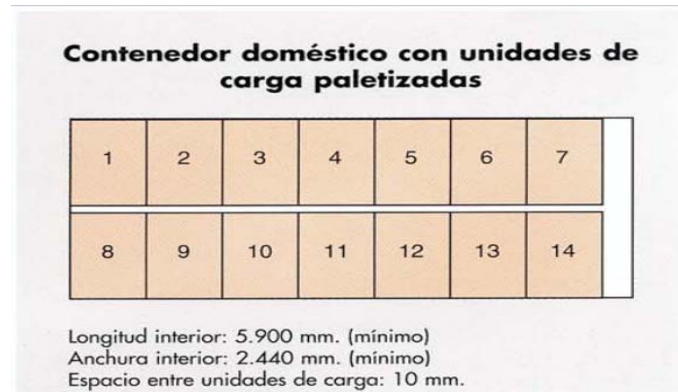 Contenedor doméstico con unidades de
carga paletizadas
1 2 3 4 5 6 7
8 9 10 11 12 13 14
Longitud interior: 5.900 mm. (mínimo)
Anchura interior: 2.440 mm. (mínimo)
Espacio entre unidades de carga: 10 mm.